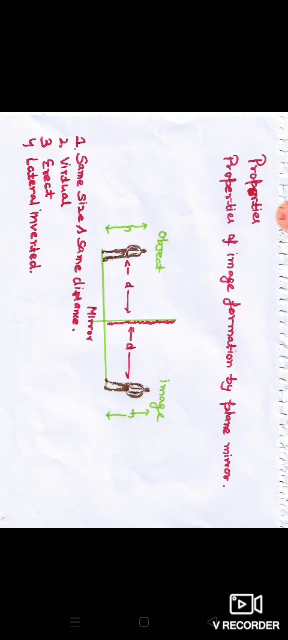 Properties
Properties of image formation by plane mirror.
object
image
h
d
d
h
Mirror
1. Same size & same distance.
2, Virtual
3 Erect
4 Lateral inverted.
V RECORDER